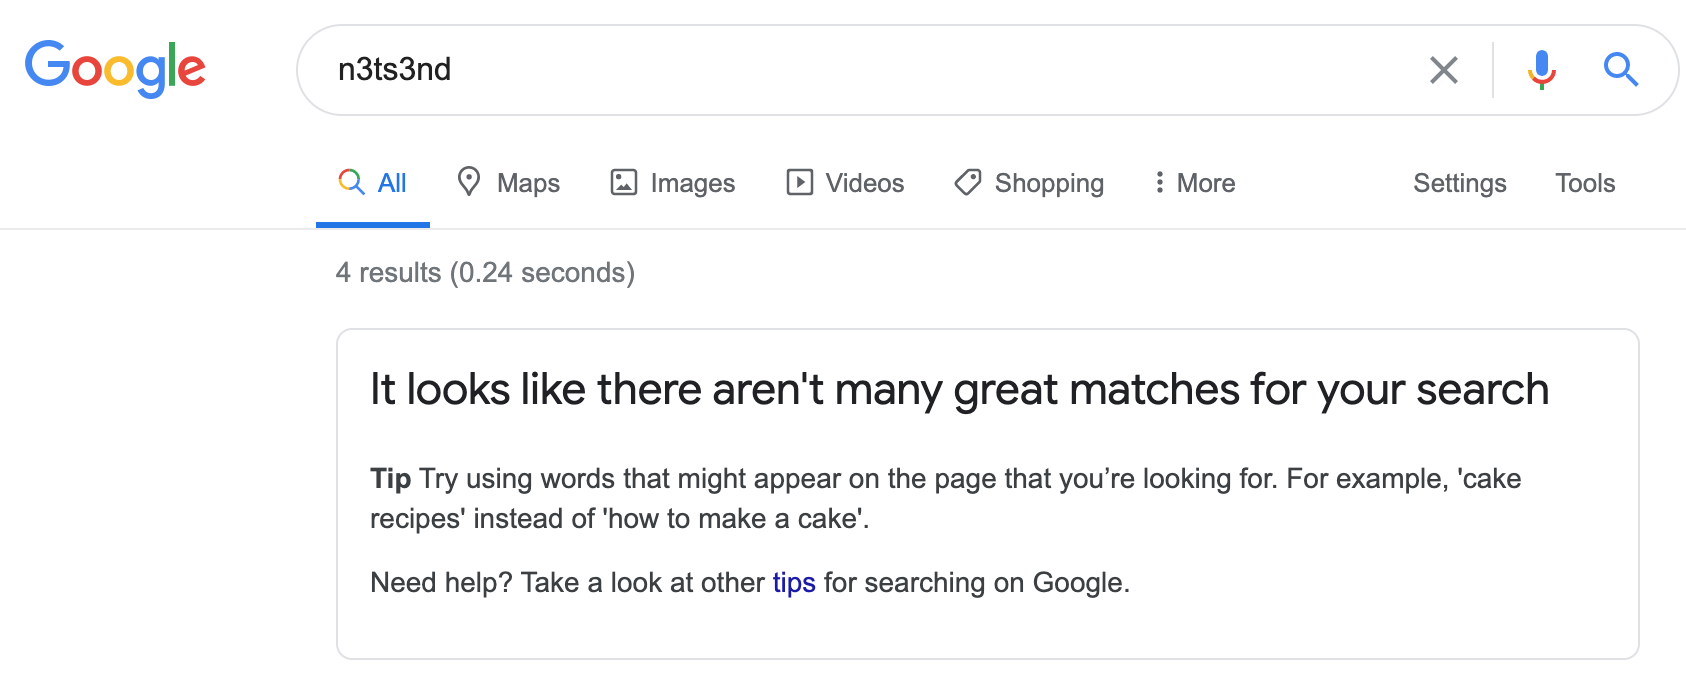 Google
n3ts3nd
All Maps Images Videos Shopping More Settings Tools
4 results (0.24 seconds)
It looks like there aren't many great matches for your search
Tip Try using words that might appear on the page that you’re looking for. For example, 'cake
recipes' instead of 'how to make a cake'.
Need help? Take a look at other tips for searching on Google.